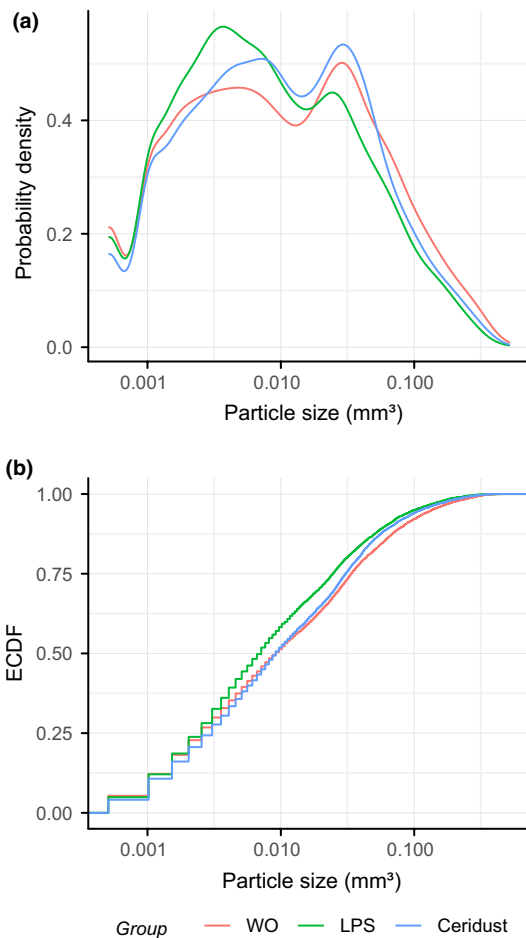 (a)
Probability density
0.4
0.2
0.0
0.001 0.010 0.100
Particle size (mm³)
(b)
ECDF
1.00
0.75
0.50
0.25
0.00
0.001 0.010 0.100
Particle size (mm³)
Group WO LPS Ceridust